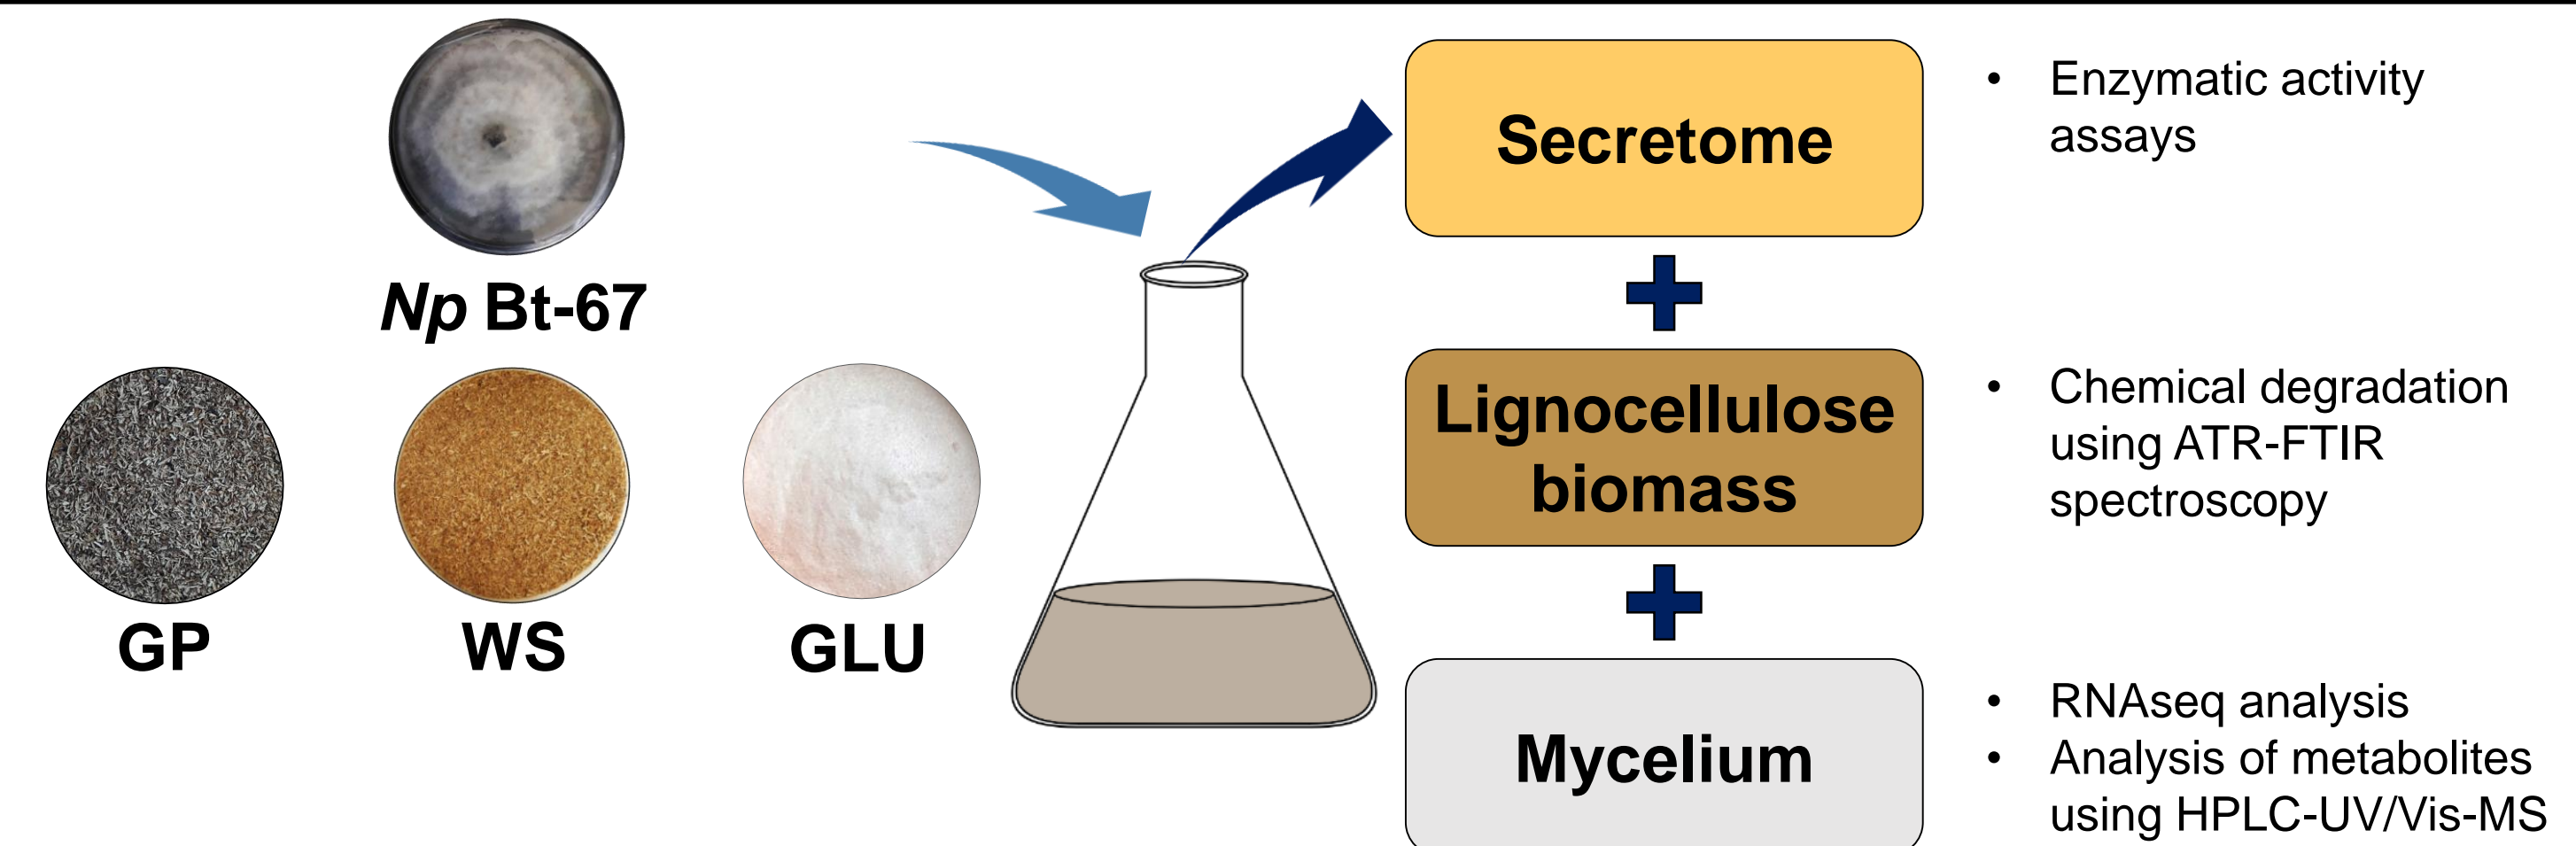 Np Bt-67
GP
WS
GLU
Secretome
• Enzymatic activity
assays
Lignocellulose
biomass
• Chemical degradation
using ATR-FTIR
spectroscopy
Mycelium
• RNAseq analysis
• Analysis of metabolites
using HPLC-UV/Vis-MS